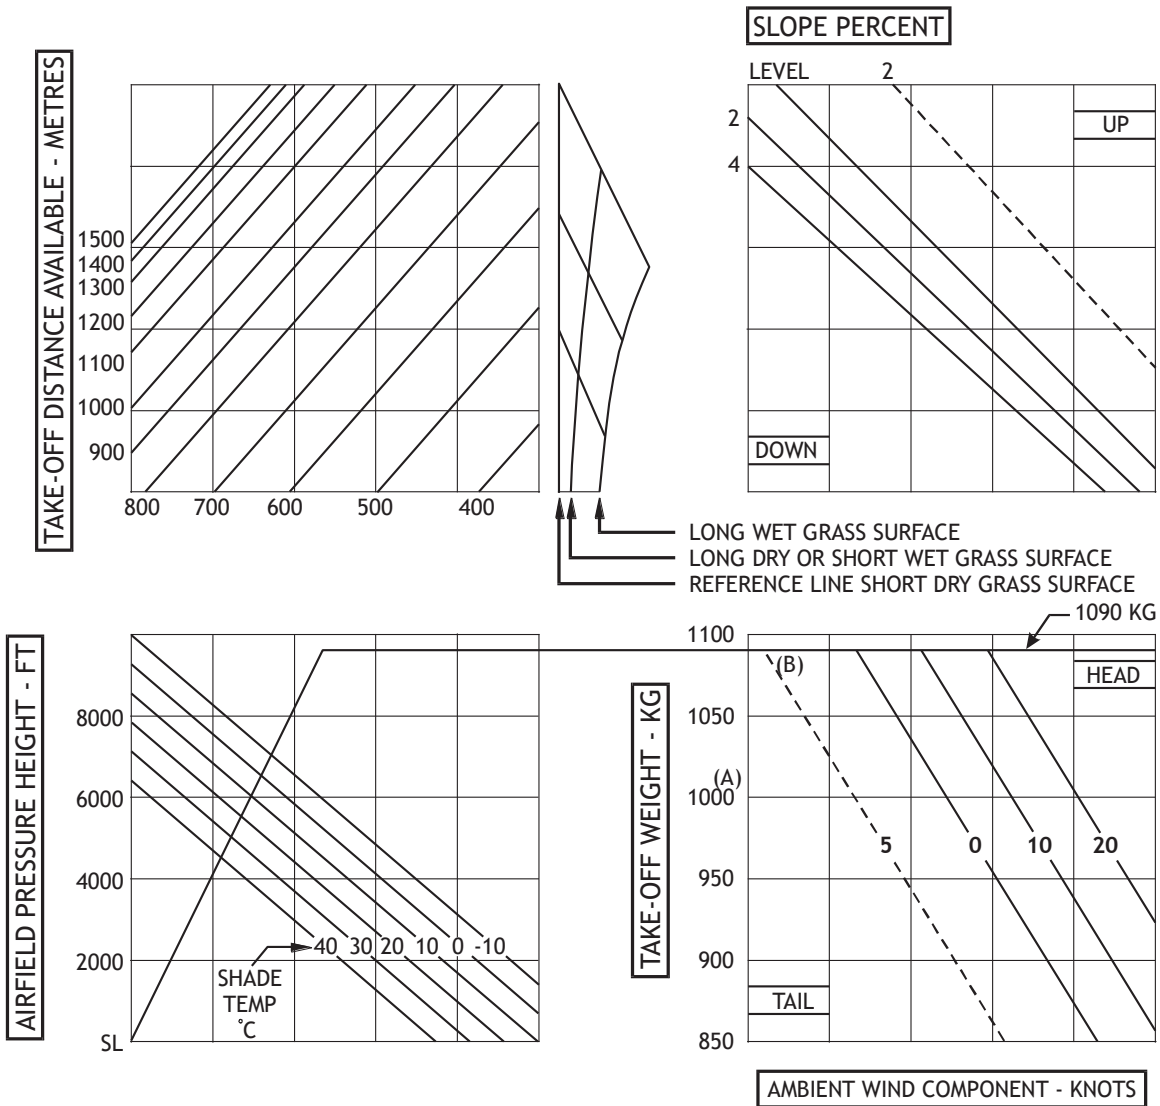 SLOPE PERCENT
TAKE-OFF DISTANCE AVAILABLE - METRES
LEVEL 2
2
4
UP
DOWN
1500
1400
1300
1200
1100
1000
900
800 700 600 500 400
LONG WET GRASS SURFACE
LONG DRY OR SHORT WET GRASS SURFACE
REFERENCE LINE SHORT DRY GRASS SURFACE
1090 KG
AIRFIELD PRESSURE HEIGHT - FT
8000
6000
4000
2000
SL
40 30 20 10 0 -10
SHADE
TEMP
°C
TAKE-OFF WEIGHT - KG
1100
1050
(A)
1000
950
900
850
(B)
HEAD
5 0 10 20
TAIL
AMBIENT WIND COMPONENT - KNOTS